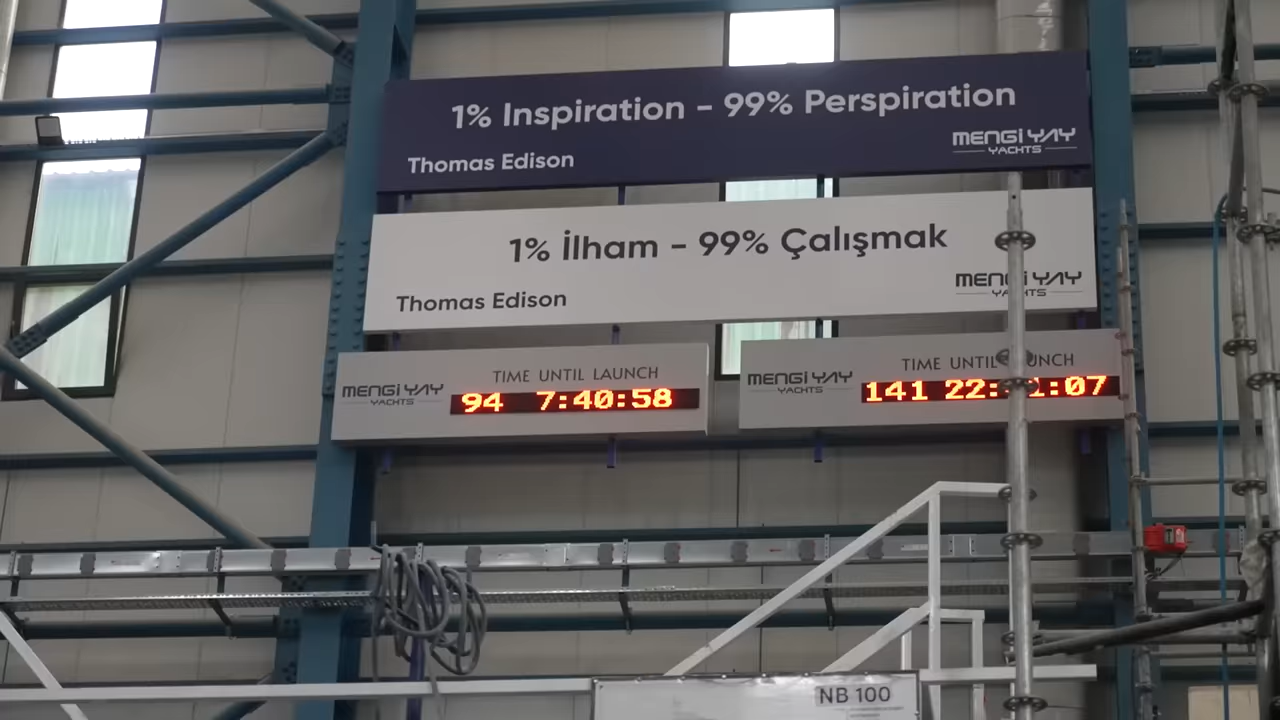 1% Inspiration - 99% Perspiration
Thomas Edison
MENGi YAY
YACHTS
1% İlham - 99% Çalışmak
Thomas Edison
MENGi YAY
YACHTS
MENGi YAY
YACHTS
TIME UNTIL LAUNCH
94 7:40:58
MENGi YAY
YACHTS
TIME UNTIL LAUNCH
141 22: 1:07
NB 100